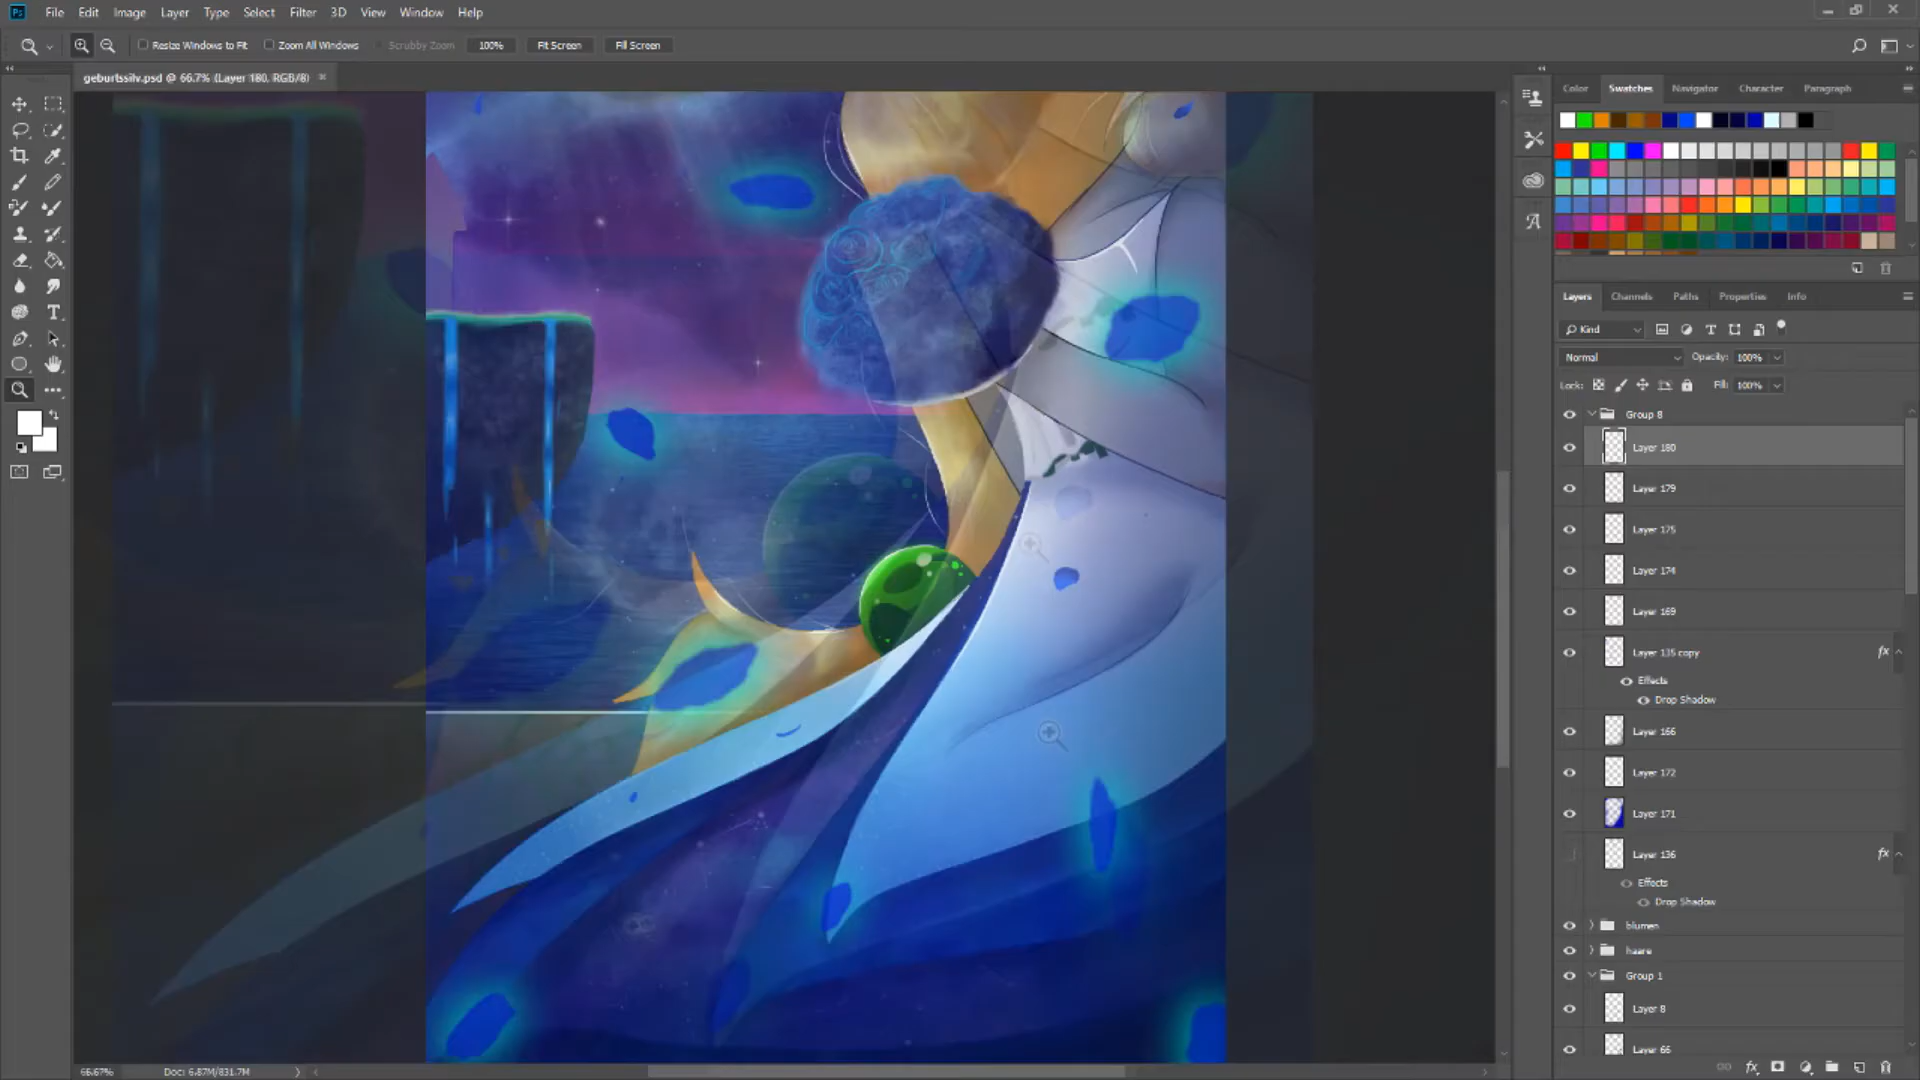 Ps File Edit Image Layer Type Select Filter 3D View Window Help
Resize Windows to Fit Zoom All Windows Scrubby Zoom 100% Fit Screen Fill Screen
geburtssilv.psd @ 66.7% (Layer 180, RGB/8)
Color Swatches Navigator Character Paragraph
Layers Channels Paths Properties Info
Kind
Normal Opacity: 100%
Lock: Fill: 100%
Group 8
Layer 180
Layer 179
Layer 175
Layer 174
Layer 169
Layer 135 copy fx
Effects
Drop Shadow
Layer 166
Layer 172
Layer 171
Layer 136 fx
Effects
Drop Shadow
blumen
haare
Group 1
Layer 8
Layer 66
66.67% Doc: 6.87M/831.7M